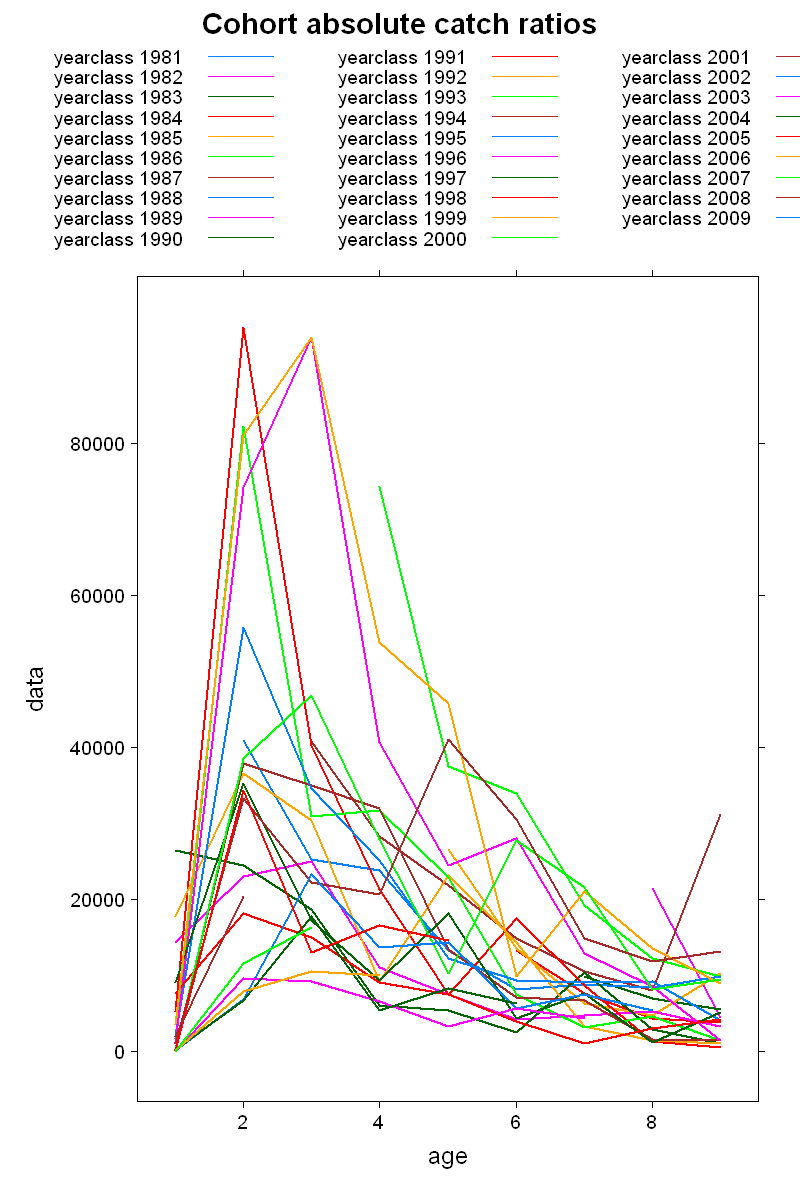 Cohort absolute catch ratios
yearclass 1981 yearclass 1991 yearclass 2001
yearclass 1982 yearclass 1992 yearclass 2002
yearclass 1983 yearclass 1993 yearclass 2003
yearclass 1984 yearclass 1994 yearclass 2004
yearclass 1985 yearclass 1995 yearclass 2005
yearclass 1986 yearclass 1996 yearclass 2006
yearclass 1987 yearclass 1997 yearclass 2007
yearclass 1988 yearclass 1998 yearclass 2008
yearclass 1989 yearclass 1999 yearclass 2009
yearclass 1990 yearclass 2000
80000
60000
data
40000
20000
0
2 4 6 8
age